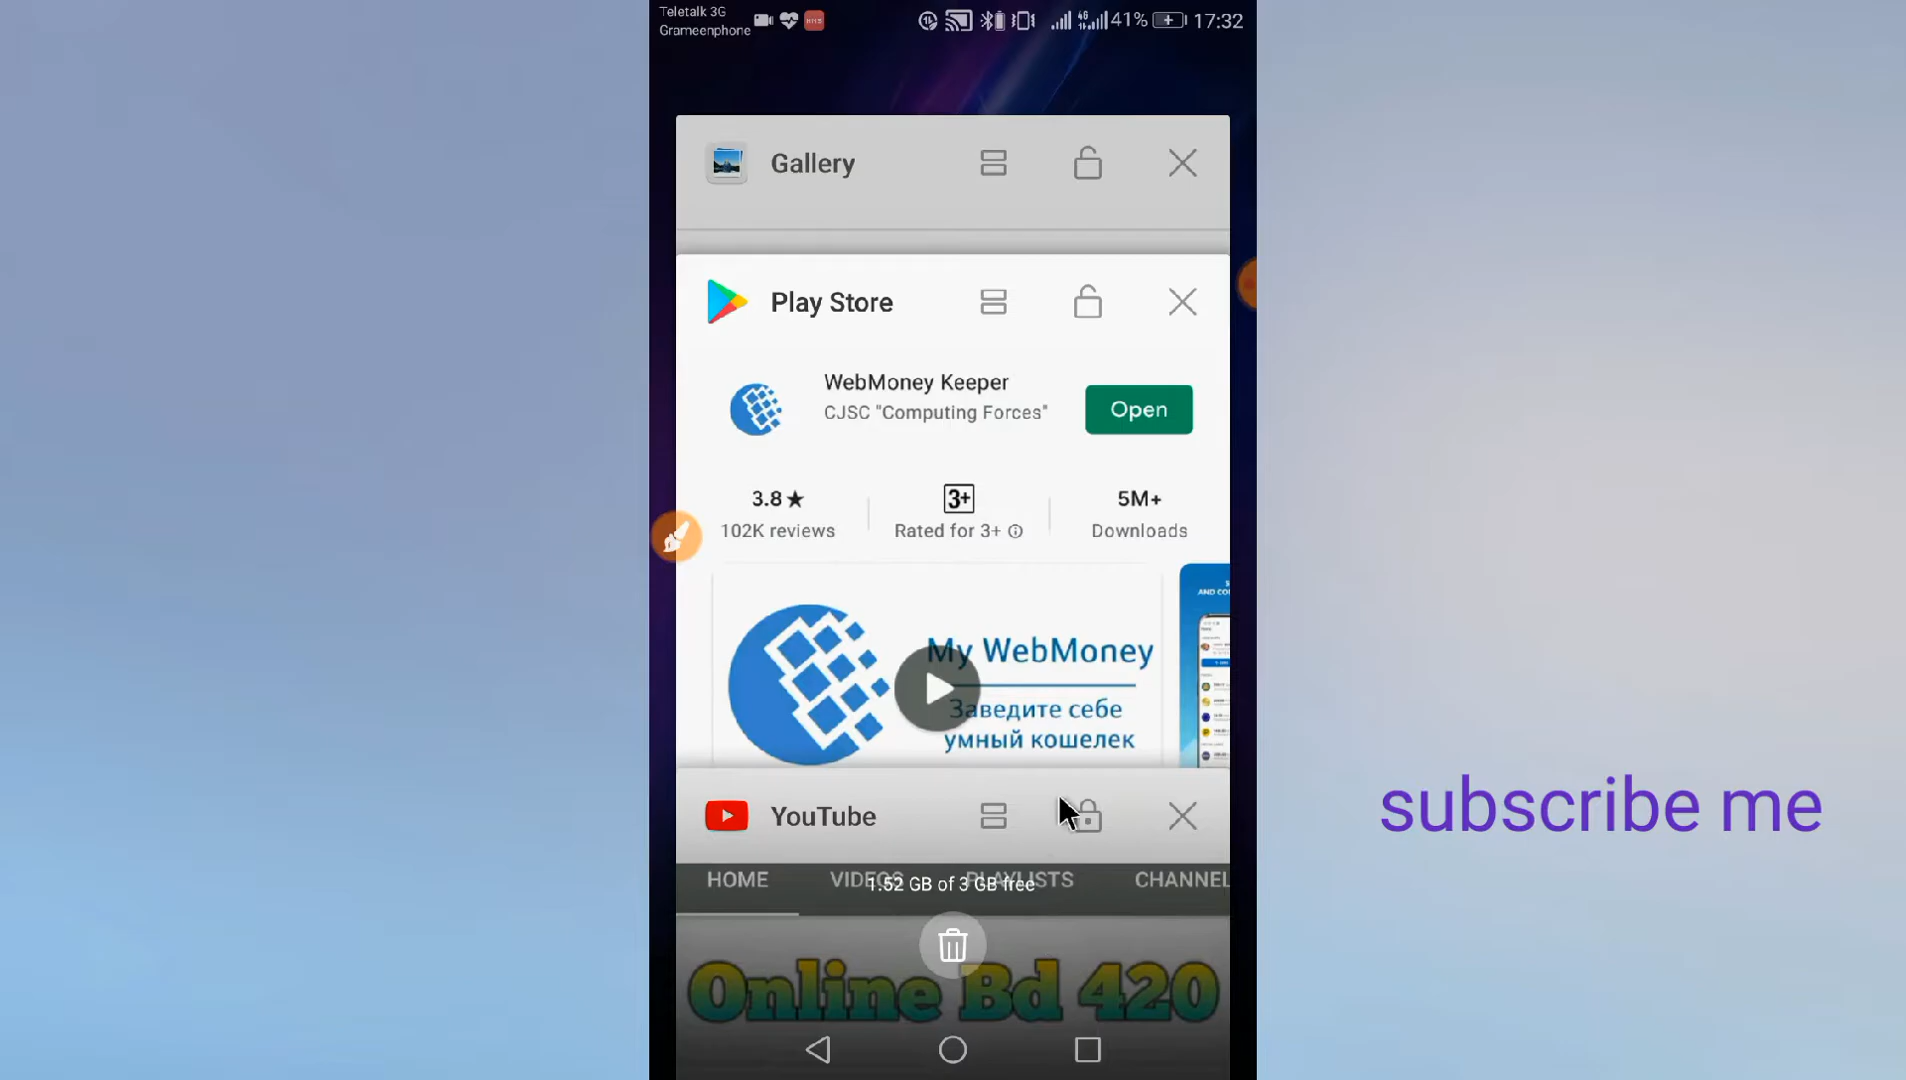 Teletalk 3G
Grameenphone
41% 17:32
Gallery
Play Store
WebMoney Keeper
CJSC "Computing Forces"
Open
3.8★
102K reviews
3+
Rated for 3+
5M+
Downloads
My WebMoney
Заведите себе
умный кошелек
YouTube
HOME VIDEOS PLAYLISTS CHANNEL
1.52 GB of 3 GB free
Online Bd 420
subscribe me